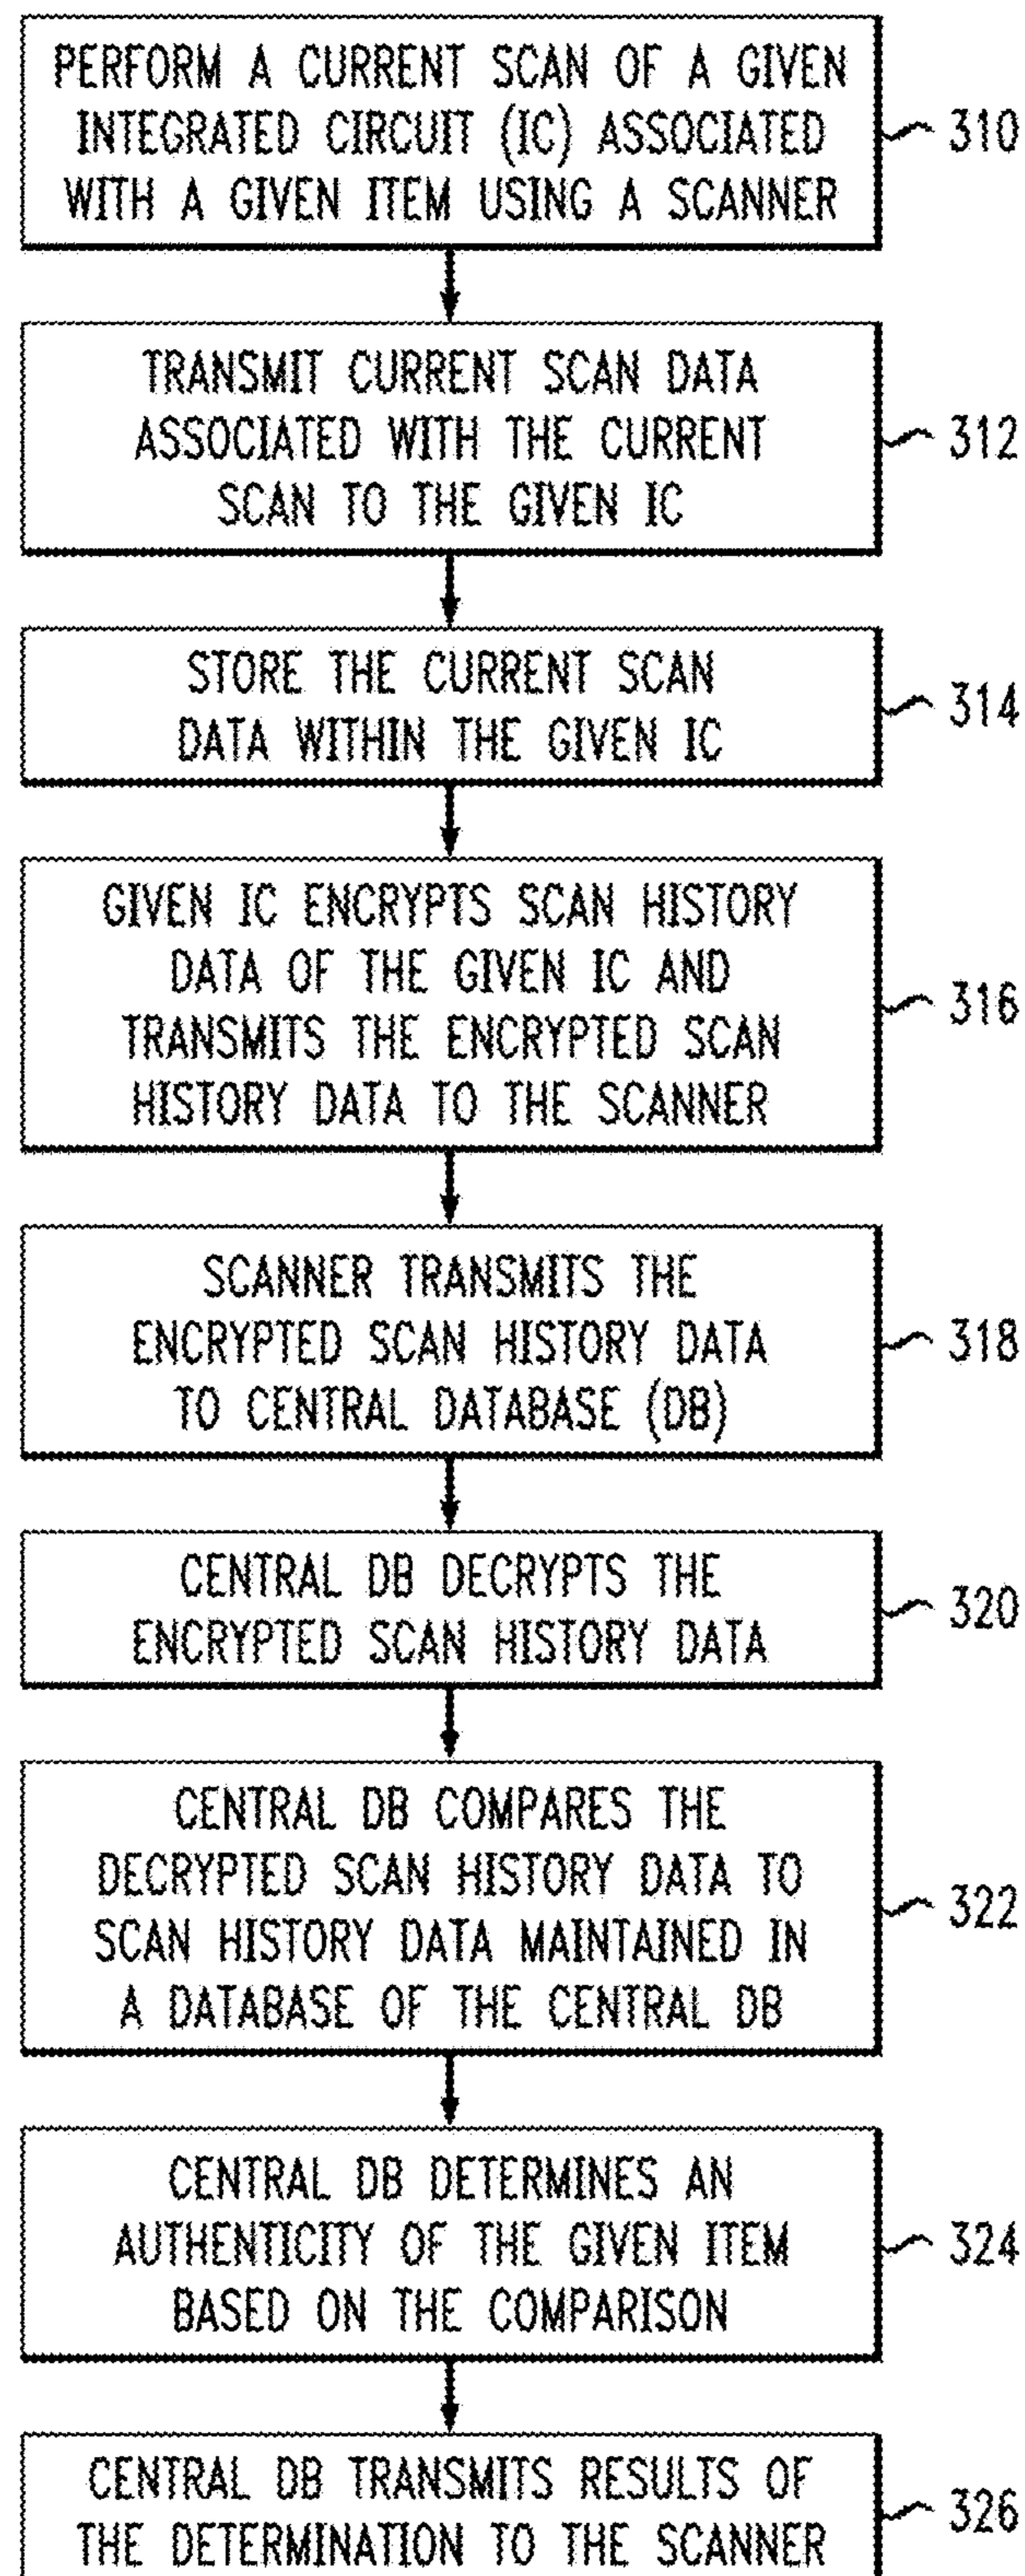 PERFORM A CURRENT SCAN OF A GIVEN
INTEGRATED CIRCUIT (IC) ASSOCIATED
WITH A GIVEN ITEM USING A SCANNER
310
TRANSMIT CURRENT SCAN DATA
ASSOCIATED WITH THE CURRENT
SCAN TO THE GIVEN IC
312
STORE THE CURRENT SCAN
DATA WITHIN THE GIVEN IC
314
GIVEN IC ENCRYPTS SCAN HISTORY
DATA OF THE GIVEN IC AND
TRANSMITS THE ENCRYPTED SCAN
HISTORY DATA TO THE SCANNER
316
SCANNER TRANSMITS THE
ENCRYPTED SCAN HISTORY DATA
TO CENTRAL DATABASE (DB)
318
CENTRAL DB DECRYPTS THE
ENCRYPTED SCAN HISTORY DATA
320
CENTRAL DB COMPARES THE
DECRYPTED SCAN HISTORY DATA TO
SCAN HISTORY DATA MAINTAINED IN
A DATABASE OF THE CENTRAL DB
322
CENTRAL DB DETERMINES AN
AUTHENTICITY OF THE GIVEN ITEM
BASED ON THE COMPARISON
324
CENTRAL DB TRANSMITS RESULTS OF
THE DETERMINATION TO THE SCANNER
326